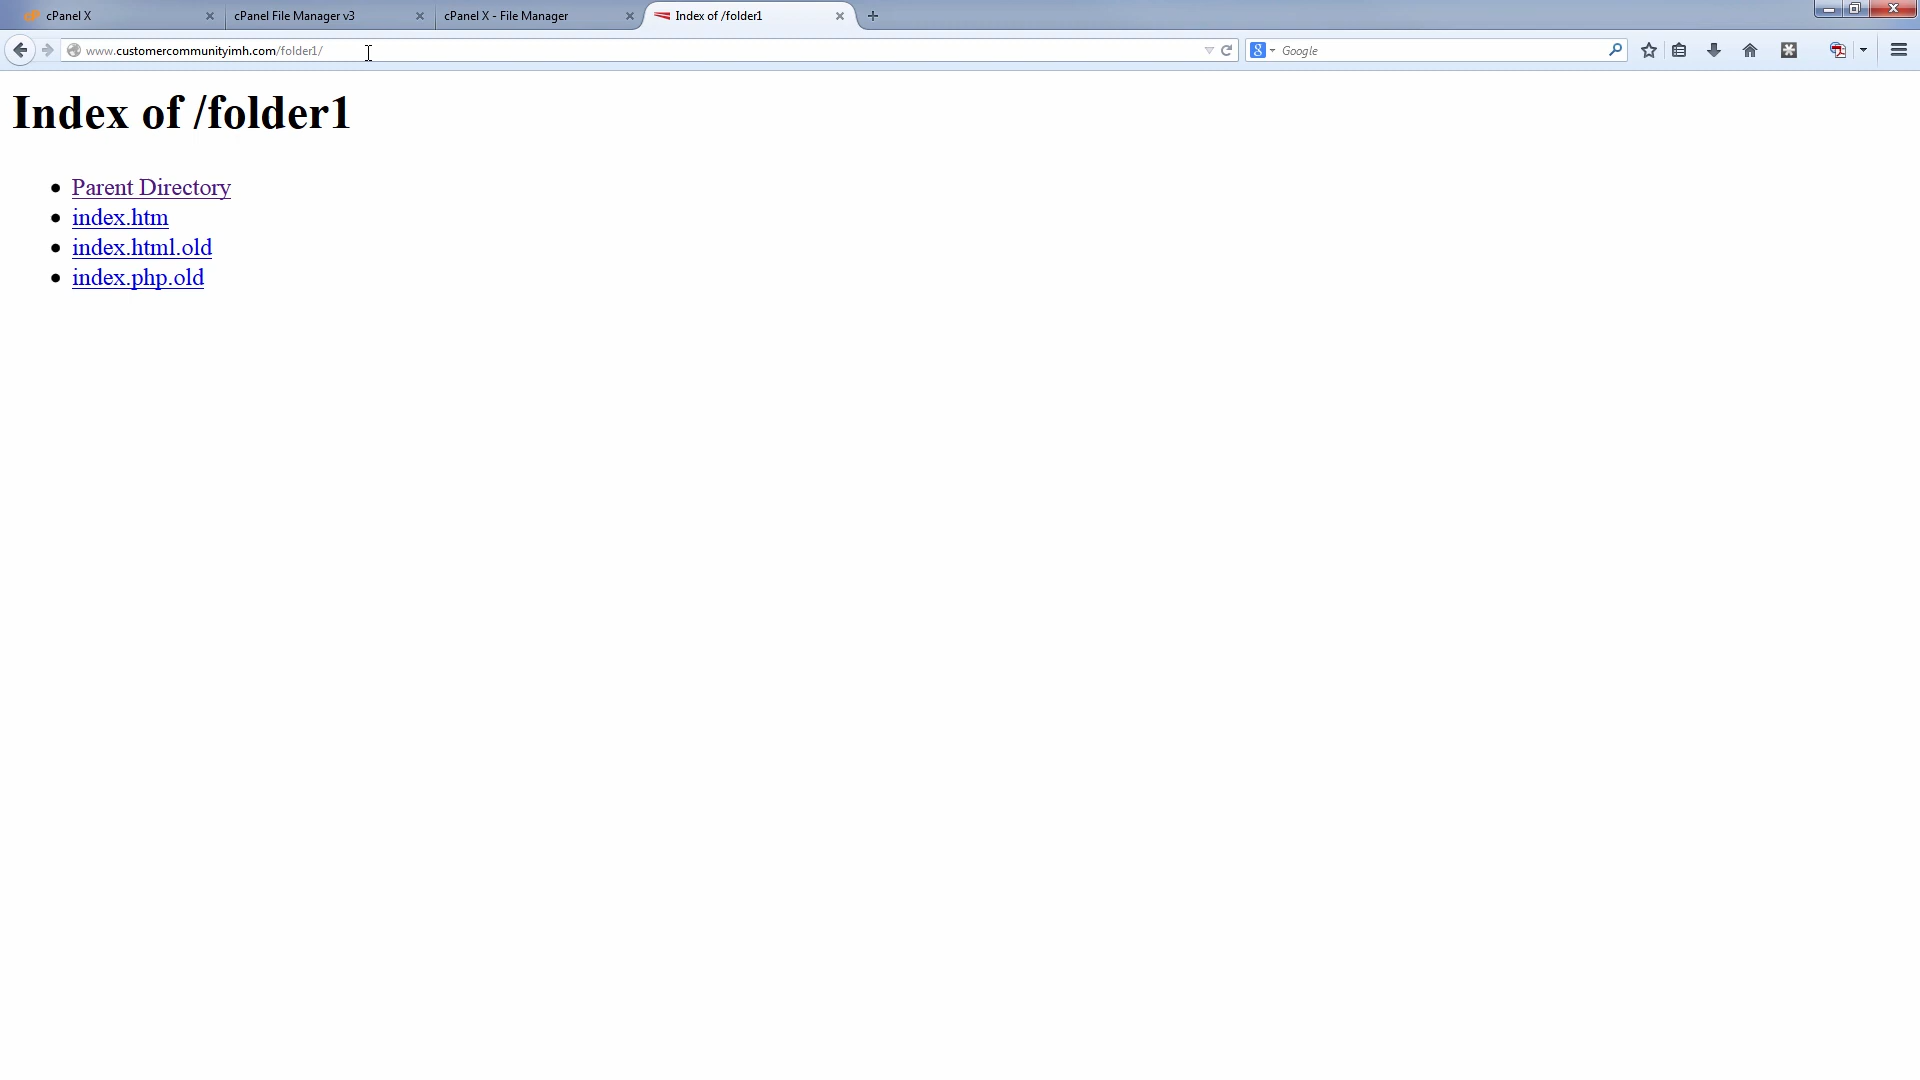 cPanel X
cPanel File Manager v3
cPanel X - File Manager
Index of /folder1
www.customercommunityimh.com/folder1/
Google
Index of /folder1
Parent Directory
index.htm
index.html.old
index.php.old